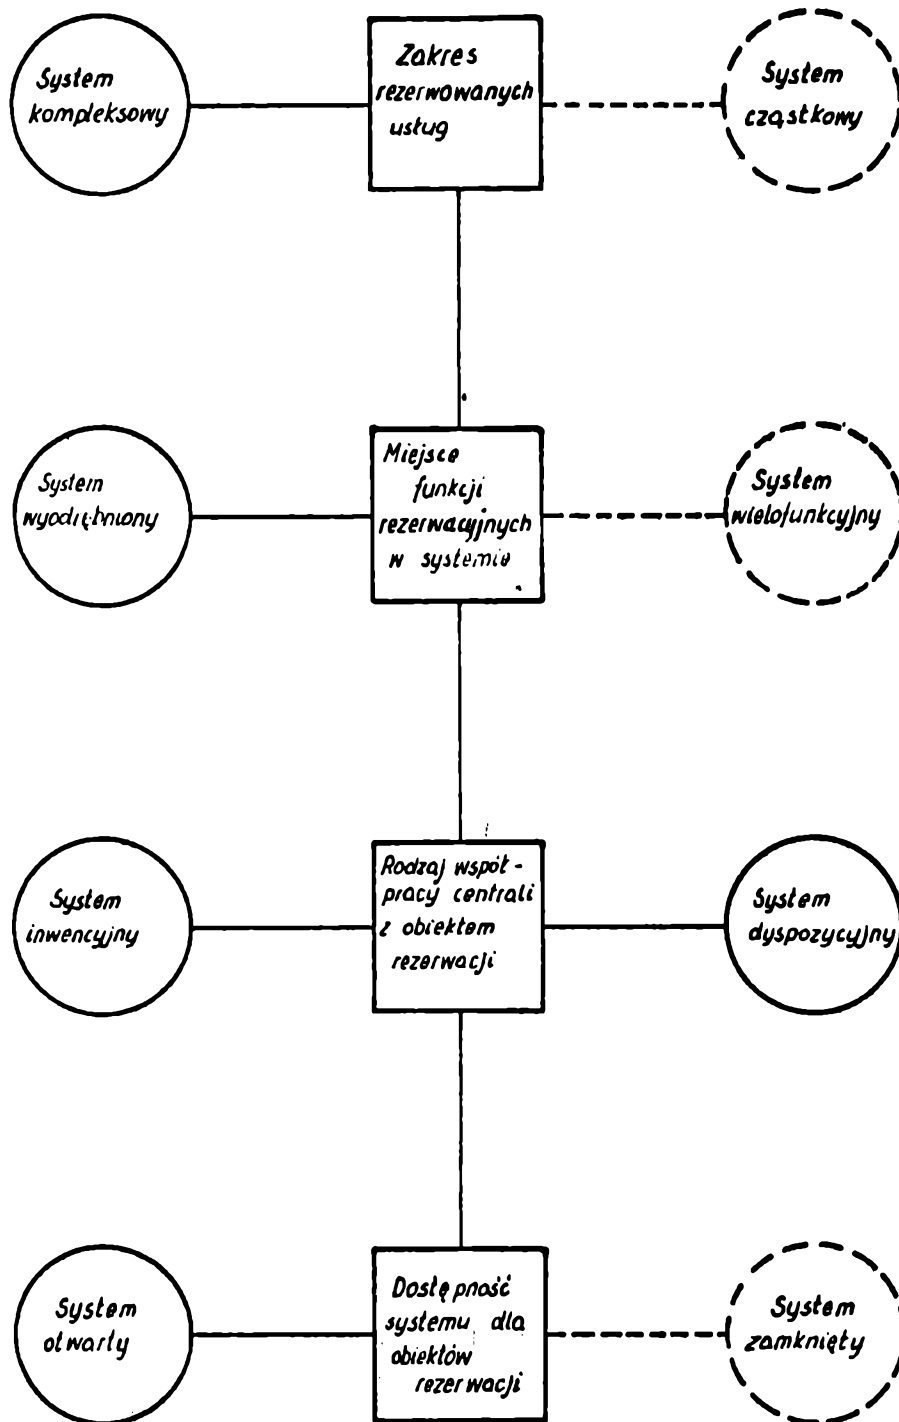 System
kompleksowy
Zakres
rezerwowanych
usług
System
cząstkowy
System
wyodrębniony
Miejsce
funkcji
rezerwacyjnych
w systemie
System
wielofunkcyjny
System
inwencyjny
Rodzaj współ-
pracy centrali
z obiektem
rezerwacji
System
dyspozycyjny
System
otwarty
Dostępność
systemu dla
obiektów
rezerwacji
System
zamknięty